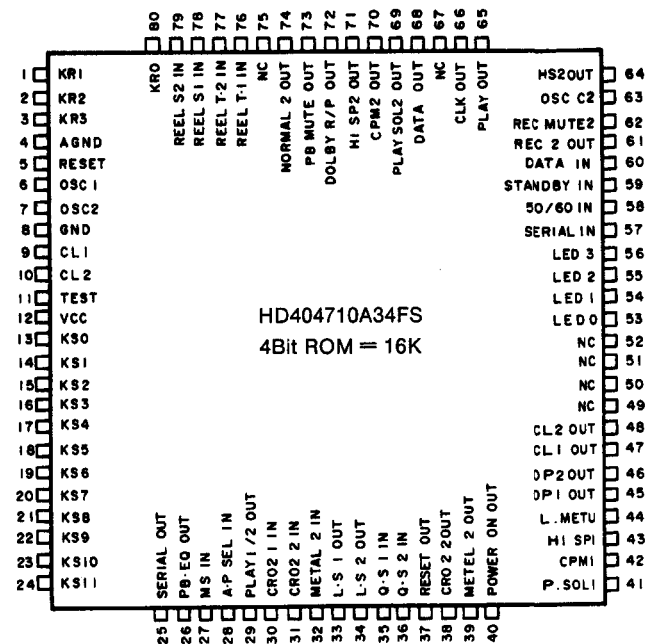 80 79 78 77 76 75 74 73 72 71 70 69 68 67 66 65
KRO
REEL S2 IN
REEL S1 IN
REEL T-2 IN
REEL T-1 IN
NC
NORMAL 2 OUT
PB MUTE OUT
DOLBY R/P OUT
HI SP2 OUT
CPM2 OUT
PLAY SOL2 OUT
DATA OUT
NC
CLK OUT
PLAY OUT
1 KR1
2 KR2
3 KR3
4 AGND
5 RESET
6 OSC 1
7 OSC2
8 GND
9 CL1
10 CL2
11 TEST
12 VCC
13 KS0
14 KS1
15 KS2
16 KS3
17 KS4
18 KS5
19 KS6
20 KS7
21 KS8
22 KS9
23 KS10
24 KS11
HD404710A34FS
4Bit ROM = 16K
HS2OUT 64
OSC C2 63
REC MUTE2 62
REC 2 OUT 61
DATA IN 60
STANDBY IN 59
50/60 IN 58
SERIAL IN 57
LED 3 56
LED 2 55
LED 1 54
LED 0 53
NC 52
NC 51
NC 50
NC 49
CL2 OUT 48
CL1 OUT 47
OP2 OUT 46
OP1 OUT 45
L.METU 44
HI SP1 43
CPM1 42
P.SOL1 41
SERIAL OUT
PB-EQ OUT
MS IN
A-P SEL IN
PLAY1/2 OUT
CRO2 1 IN
CRO2 2 IN
METAL 2 IN
L-S 1 OUT
L-S 2 OUT
Q-S 1 IN
Q-S 2 IN
RESET OUT
CRO2 2 OUT
METEL 2 OUT
POWER ON OUT
25 26 27 28 29 30 31 32 33 34 35 36 37 38 39 40